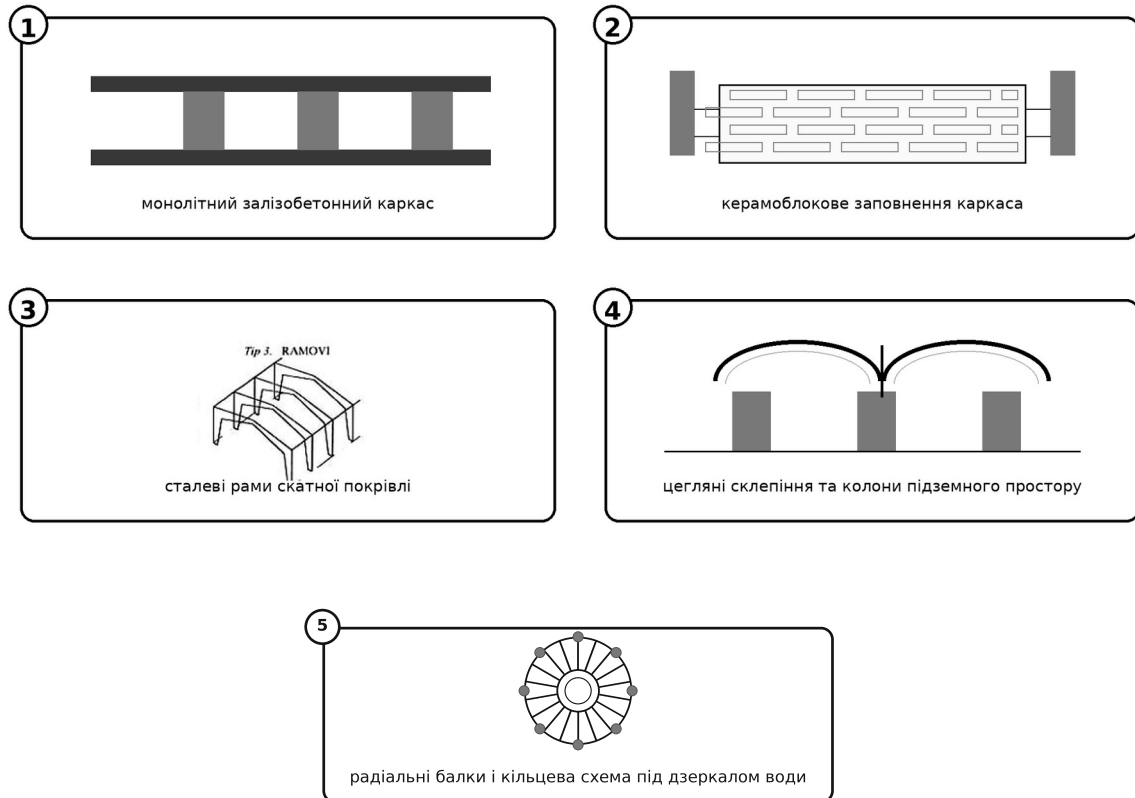 1
монолітний залізобетонний каркас
2
керамоблокове заповнення каркаса
3
Tip 3. RAMOVI
сталеві рами скатної покрівлі
4
цегляні склепіння та колони підземного простору
5
радіальні балки і кільцева схема під дзеркалом води